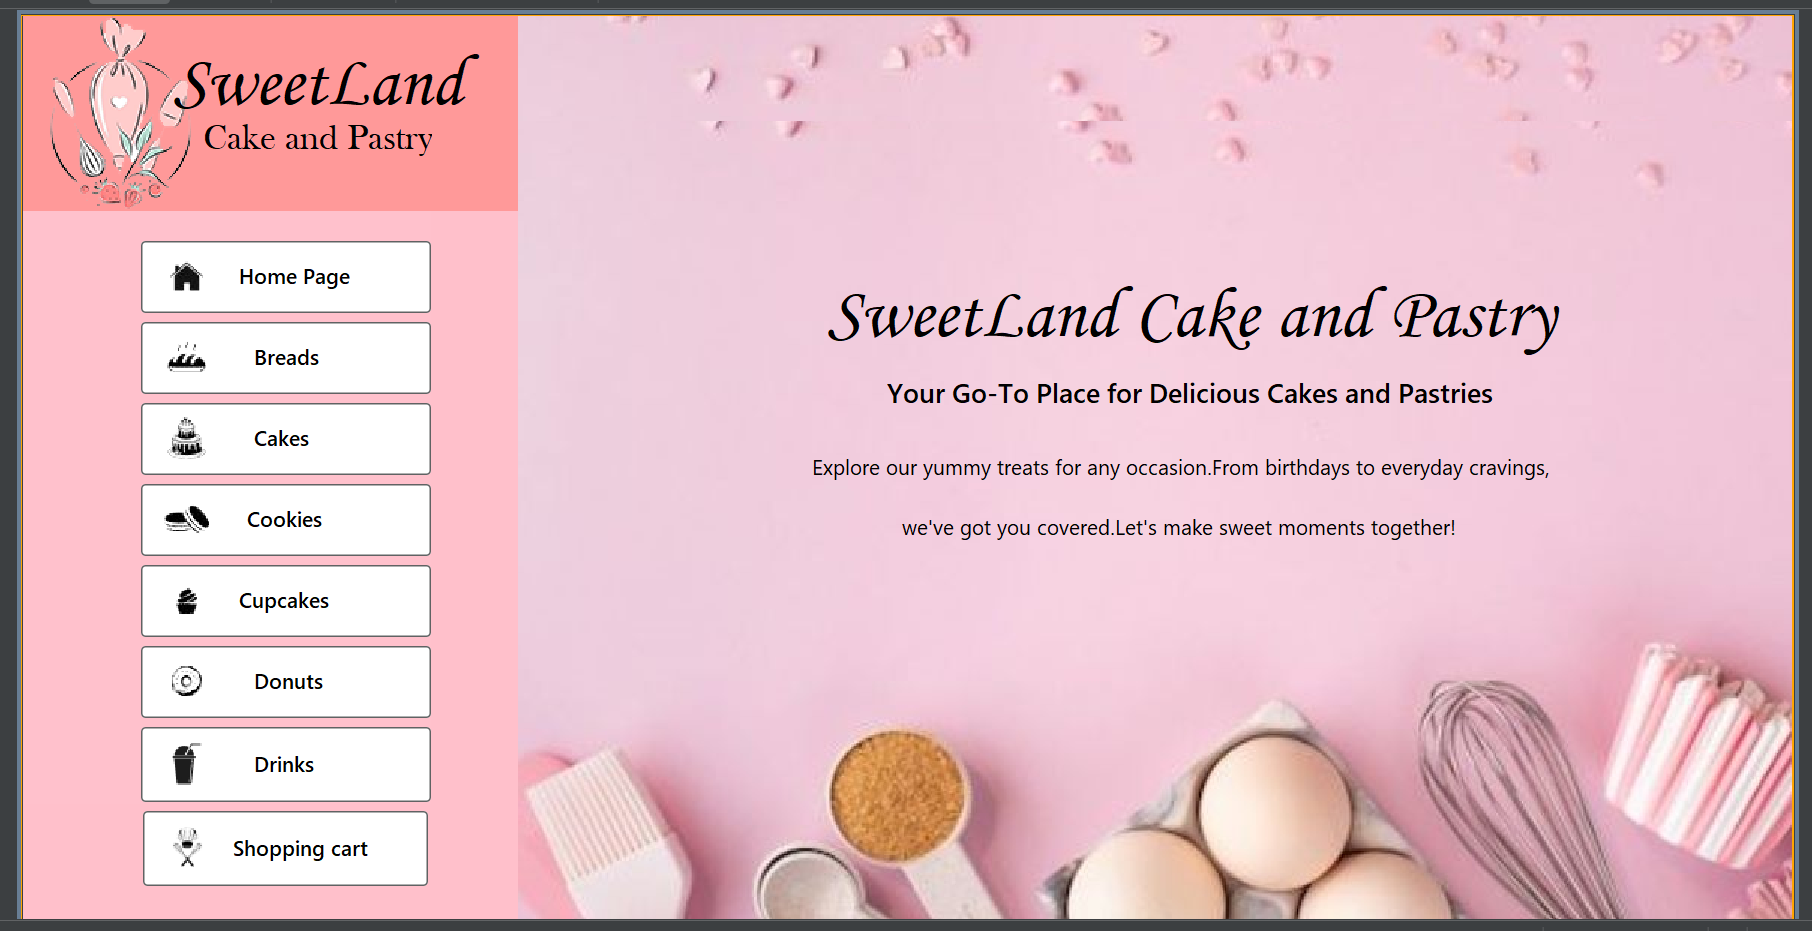 SweetLand
Cake and Pastry
Home Page
Breads
Cakes
Cookies
Cupcakes
Donuts
Drinks
Shopping cart
SweetLand Cake and Pastry
Your Go-To Place for Delicious Cakes and Pastries
Explore our yummy treats for any occasion.From birthdays to everyday cravings,
we've got you covered.Let's make sweet moments together!